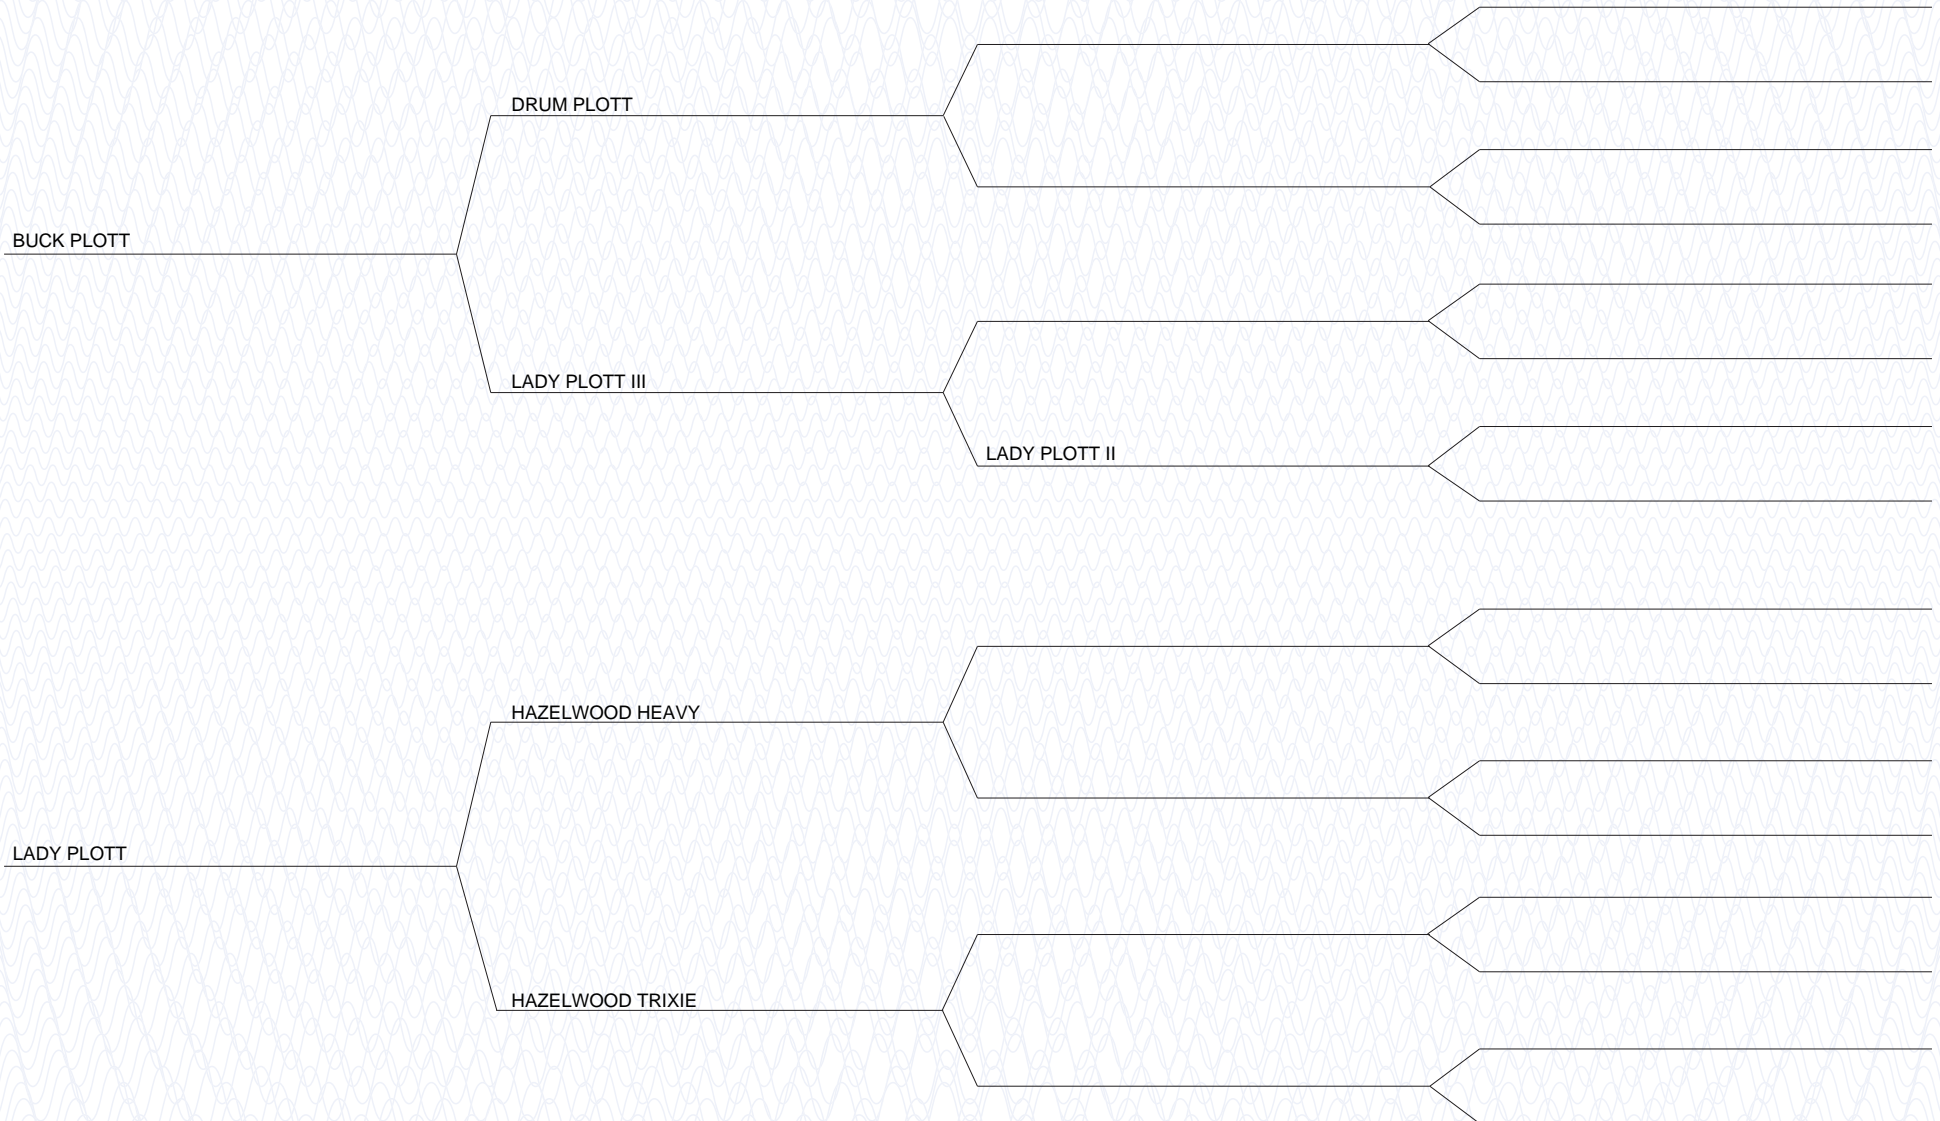 DRUM PLOTT
BUCK PLOTT
LADY PLOTT III
LADY PLOTT II
HAZELWOOD HEAVY
LADY PLOTT
HAZELWOOD TRIXIE